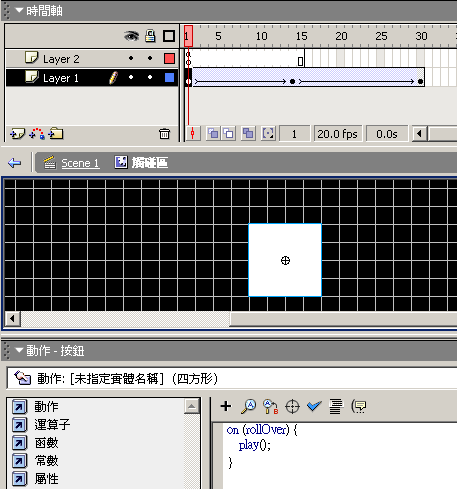 時間軸
1 5 10 15 20 25 30
Layer 2
Layer 1
1 20.0 fps 0.0s
Scene 1 觸碰區
動作 - 按鈕
動作: [未指定實體名稱] (四方形)
動作
運算子
函數
常數
屬性
on (rollOver) {
play();
}